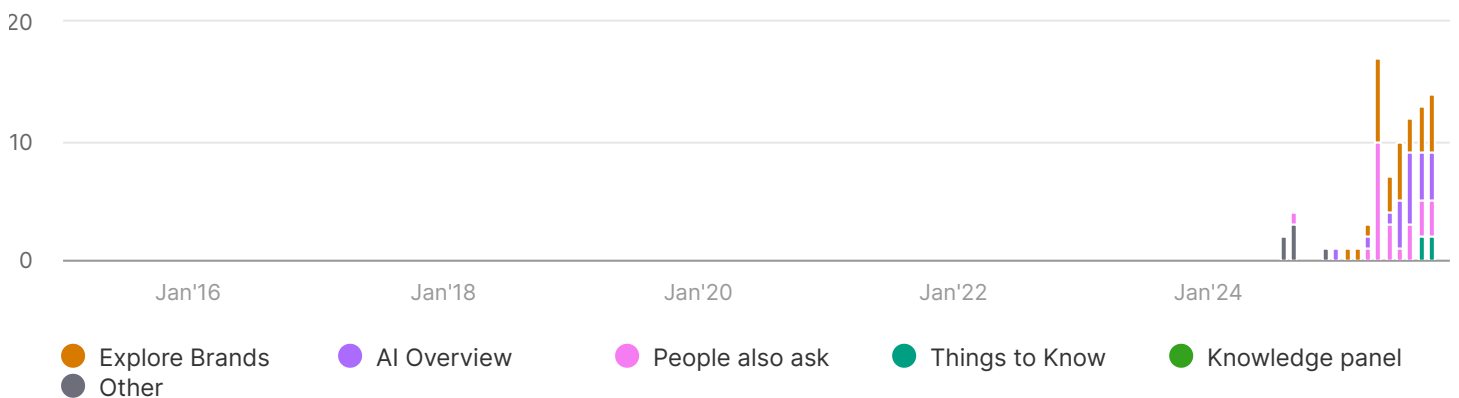 20
10
0
Jan'16 Jan'18 Jan'20 Jan'22 Jan'24
Explore Brands AI Overview People also ask Things to Know Knowledge panel
Other